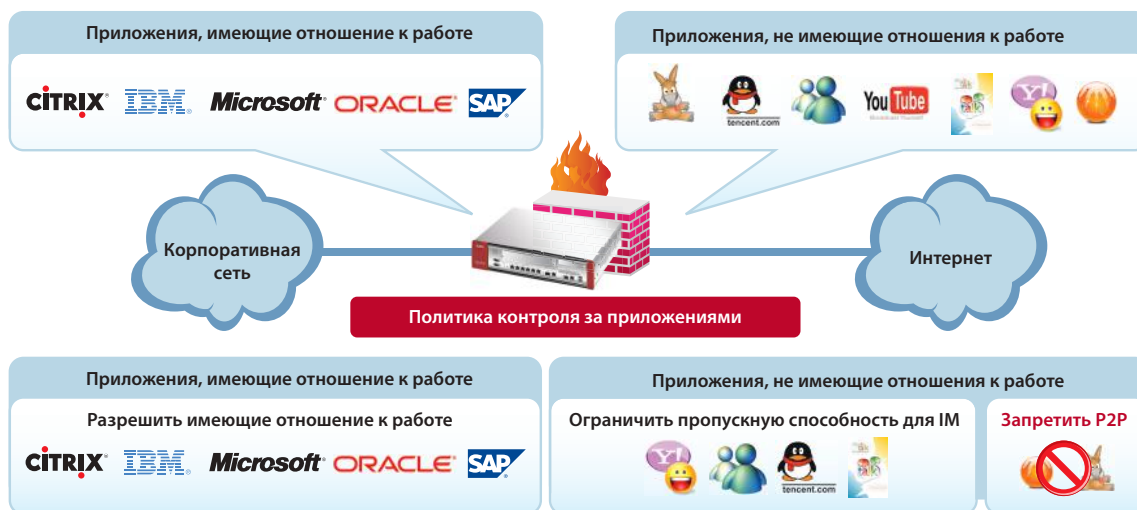 Приложения, имеющие отношение к работе
CITRIX® IBM® Microsoft® ORACLE® SAP®
Приложения, не имеющие отношения к работе
tencent.com
You Tube
Y!
Корпоративная
сеть
Интернет
Политика контроля за приложениями
Приложения, имеющие отношение к работе
Разрешить имеющие отношение к работе
CITRIX® IBM® Microsoft® ORACLE® SAP®
Приложения, не имеющие отношения к работе
Ограничить пропускную способность для IM
Y!
tencent.com
Запретить P2P